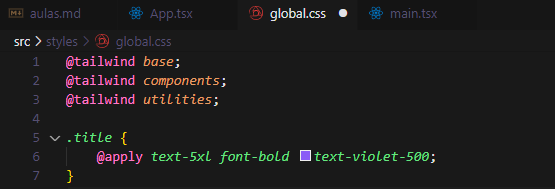 aulas.md App.tsx global.css main.tsx
src > styles > global.css
1 @tailwind base;
2 @tailwind components;
3 @tailwind utilities;
4
5 .title {
6 @apply text-5xl font-bold text-violet-500;
7 }